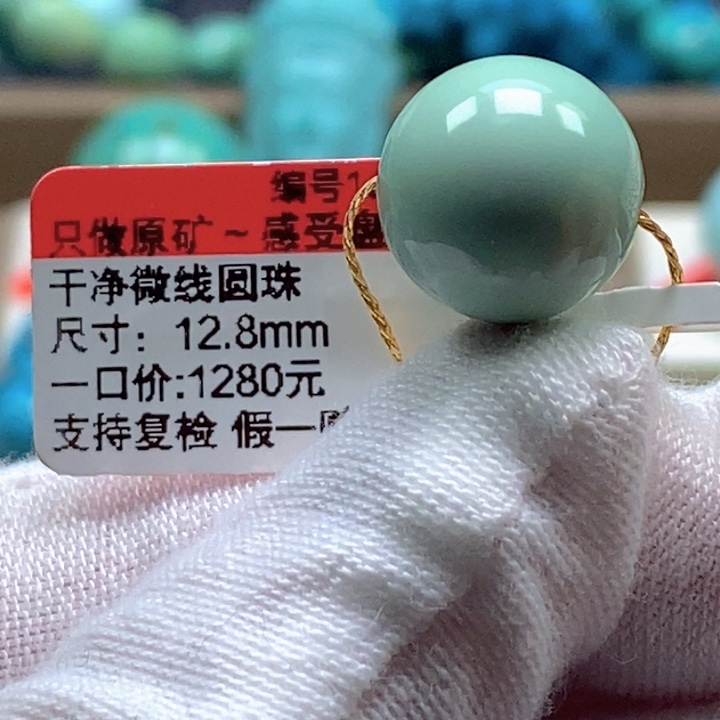 编号1
只做原矿~感受盘
干净微线圆珠
尺寸：12.8mm
一口价:1280元
支持复检 假一